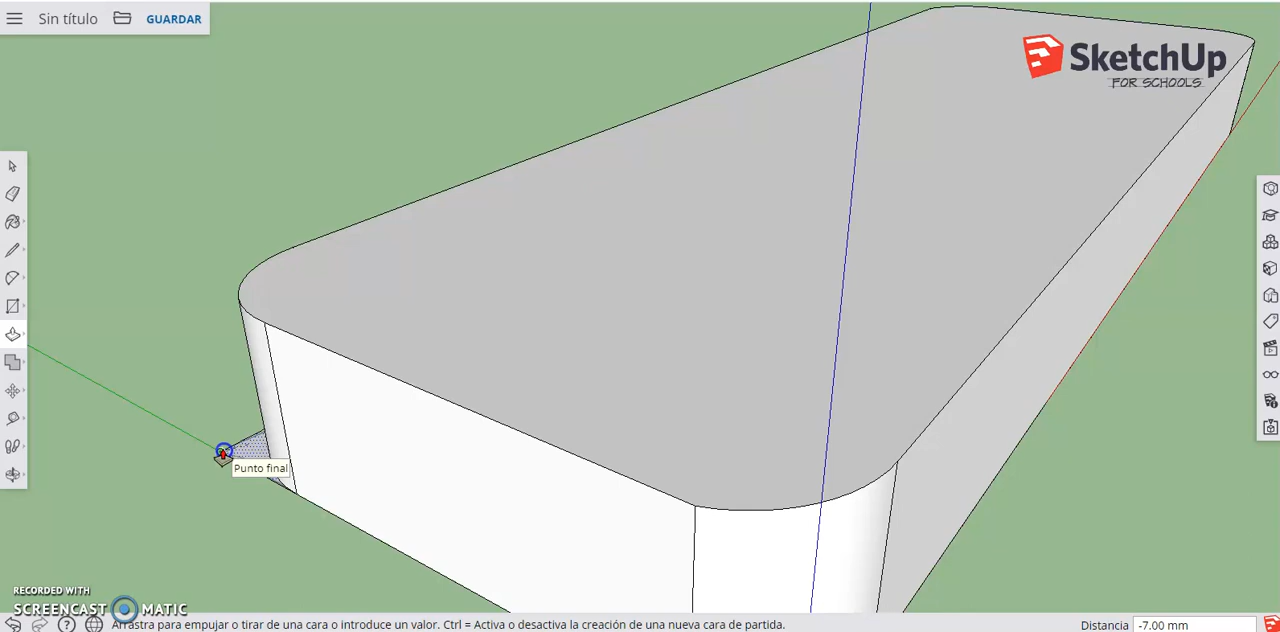 Sin título GUARDAR
SketchUp
FOR SCHOOLS
Punto final
RECORDED WITH
SCREENCAST MATIC
Arrastra para empujar o tirar de una cara o introduce un valor. Ctrl = Activa o desactiva la creación de una nueva cara de partida. Distancia -7.00 mm